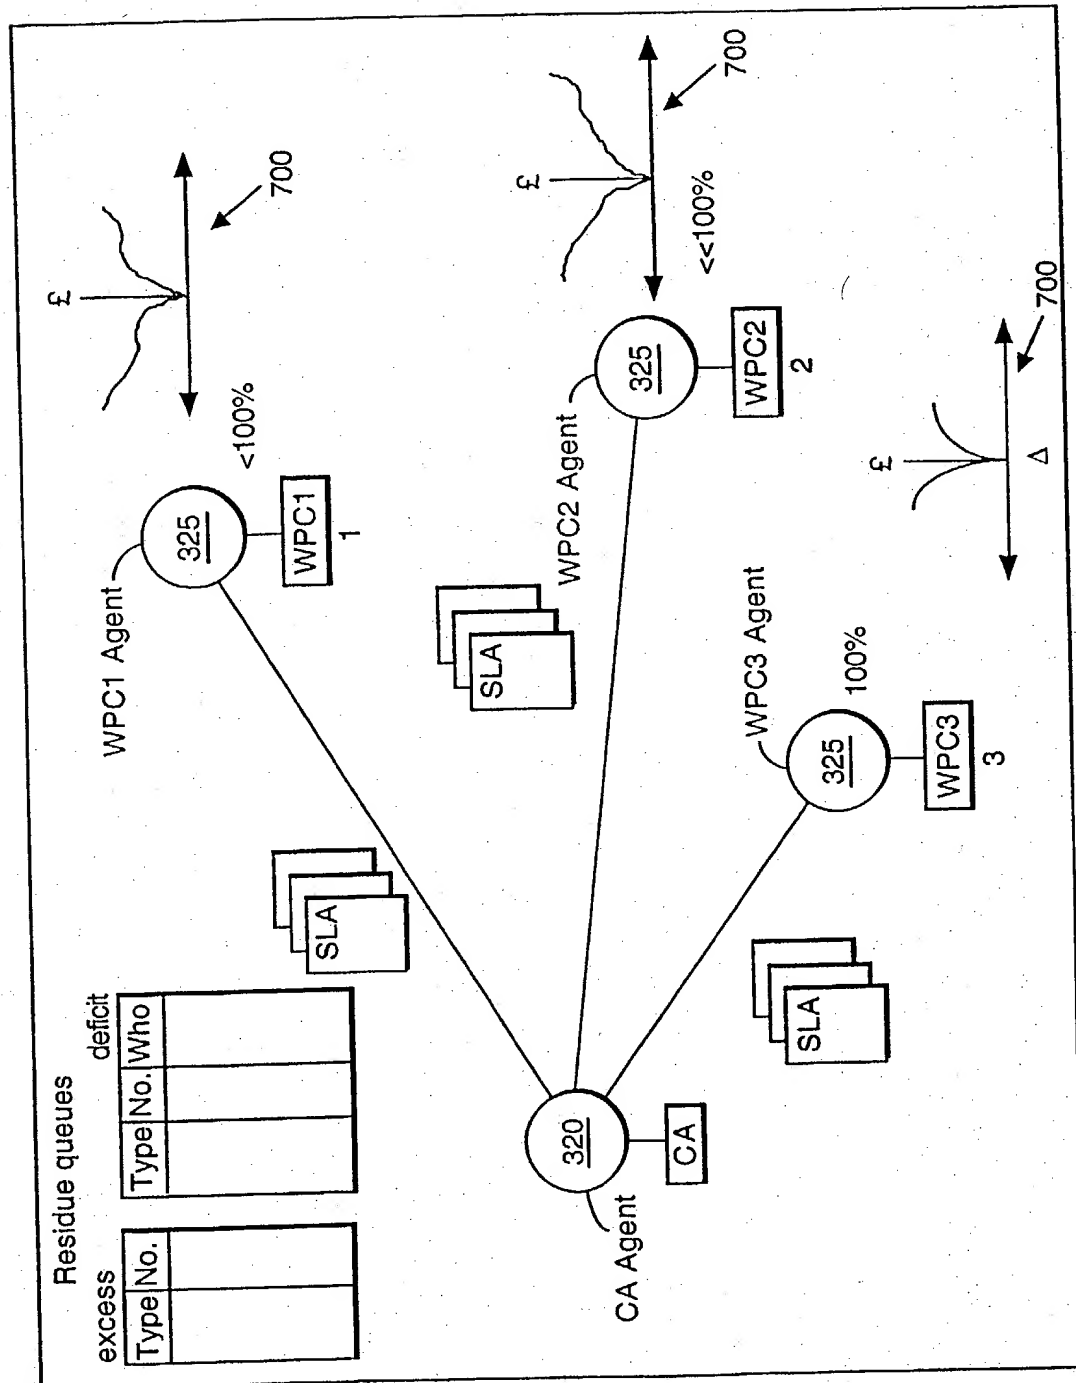 Residue queues
excess
deficit
Type No.
Type No. Who
SLA
SLA
SLA
CA Agent
320
CA
WPC1 Agent
325
WPC1
1
<100%
£
700
WPC2 Agent
325
WPC2
2
<<100%
£
700
WPC3 Agent
325
WPC3
3
100%
£
Δ
700